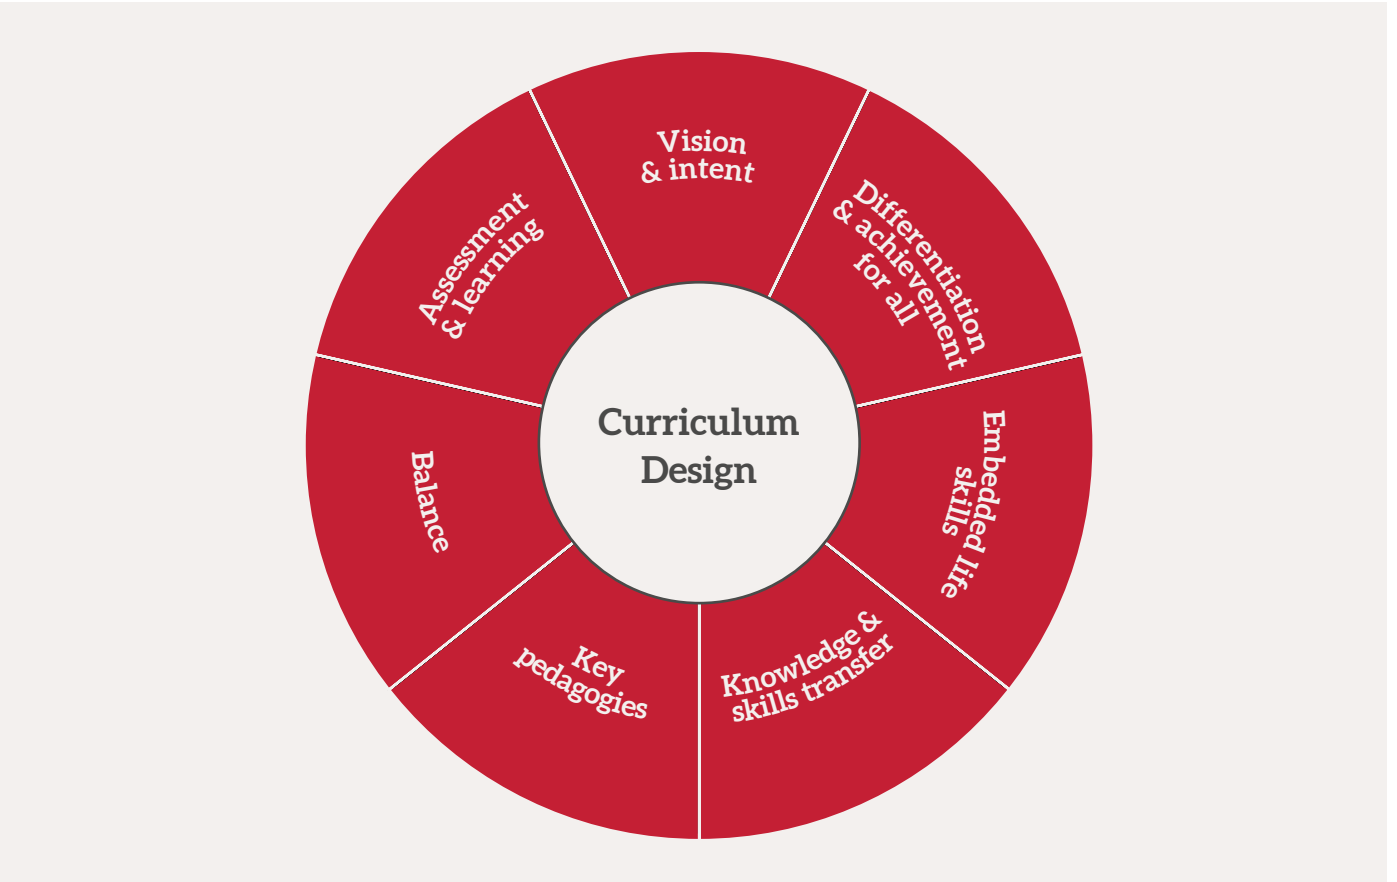 Vision
& intent
Differentiation
& achievement
for all
Embedded life
skills
Knowledge &
skills transfer
Key
pedagogies
Balance
Assessment
& learning
Curriculum
Design